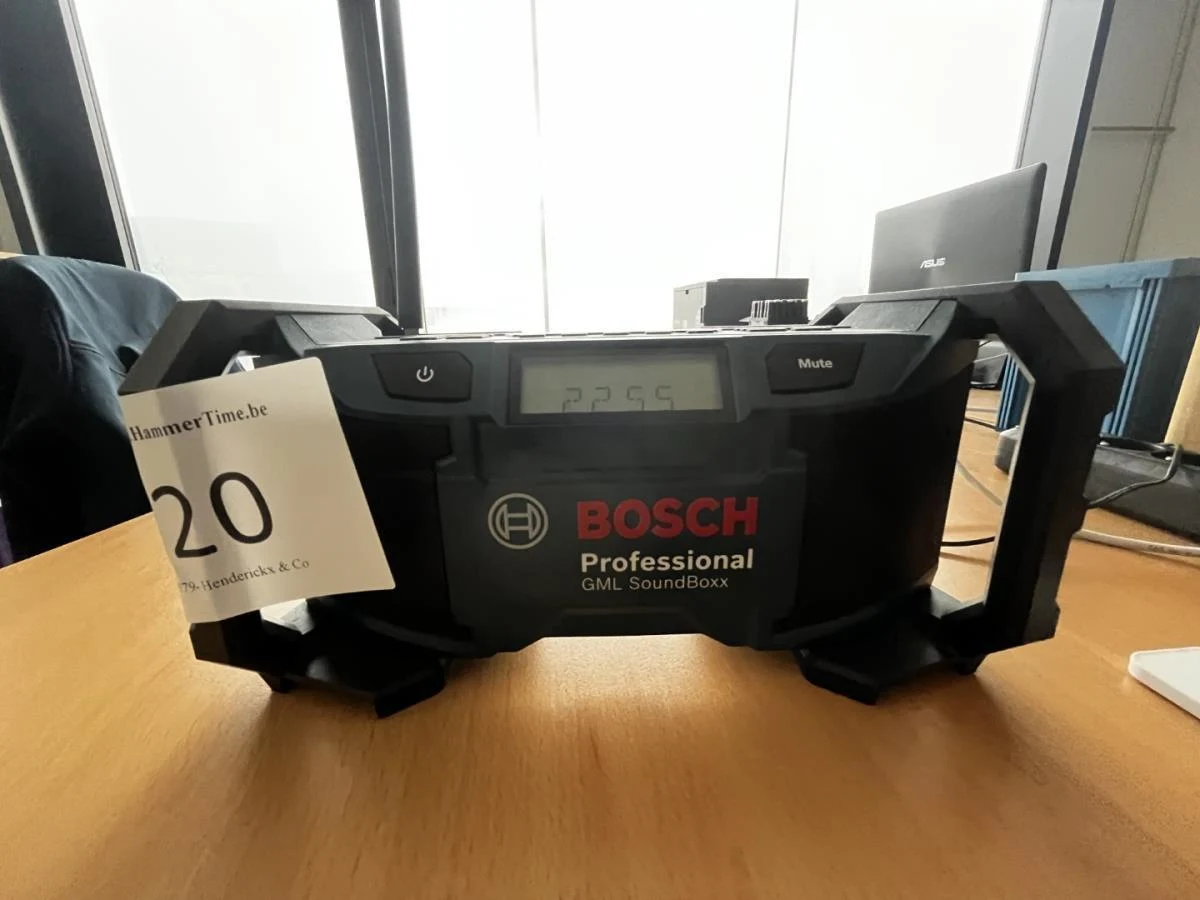 HammerTime.be
20
79- Henderickx & Co
2255
Mute
BOSCH
Professional
GML SoundBoxx
ASUS